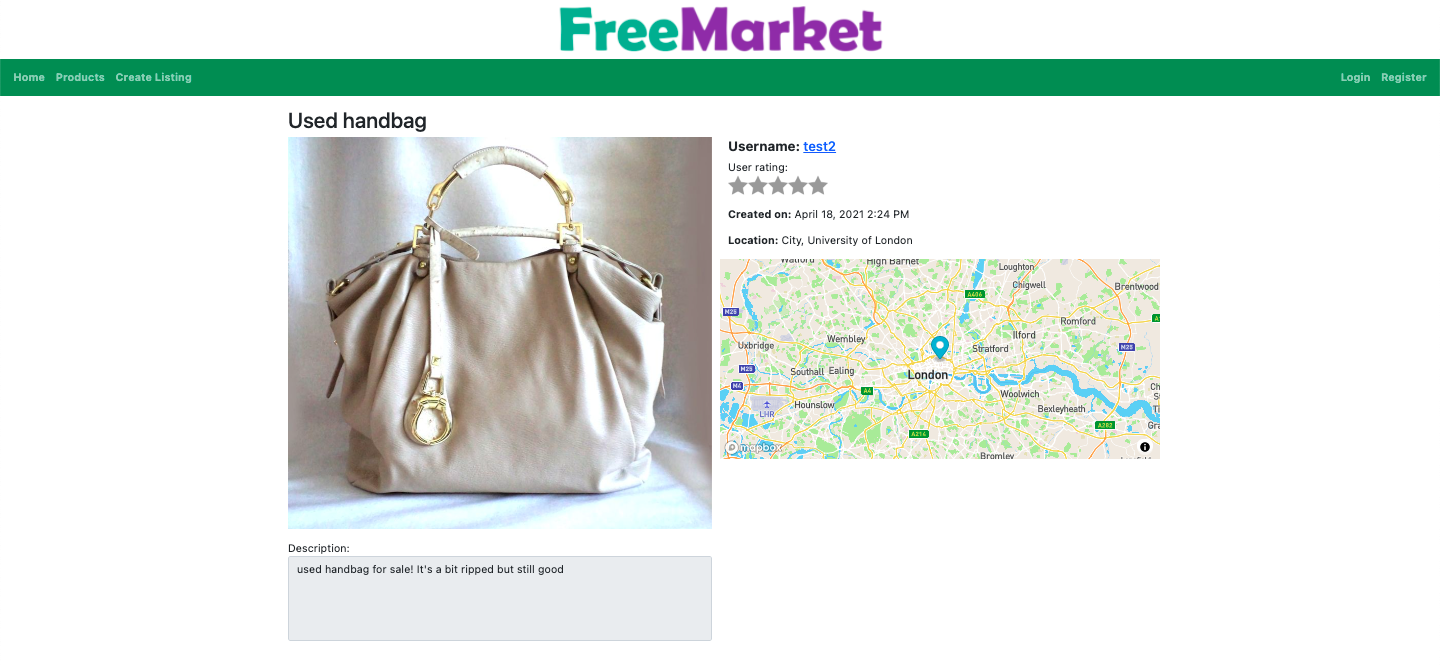 FreeMarket
Home Products Create Listing Login Register
Used handbag
Username: test2
User rating:
Created on: April 18, 2021 2:24 PM
Location: City, University of London
Watford
High Barnet
Loughton
Chigwell
Brentwood
A406
M25
Romford
Ilford
Wembley
Uxbridge
Stratford
M25
M25
Southall Ealing
London
M4
A4
Woolwich
Hounslow
Bexleyheath
LHR
A202
A214
mapbox
Bromley
Description:
used handbag for sale! It's a bit ripped but still good